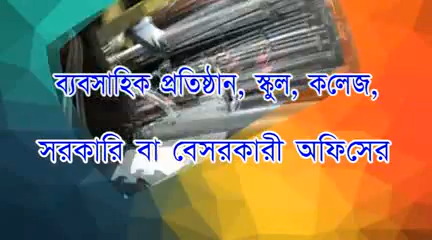 ব্যবসাহিক প্রতিষ্ঠান, স্কুল, কলেজ,
সরকারি বা বেসরকারী অফিসের